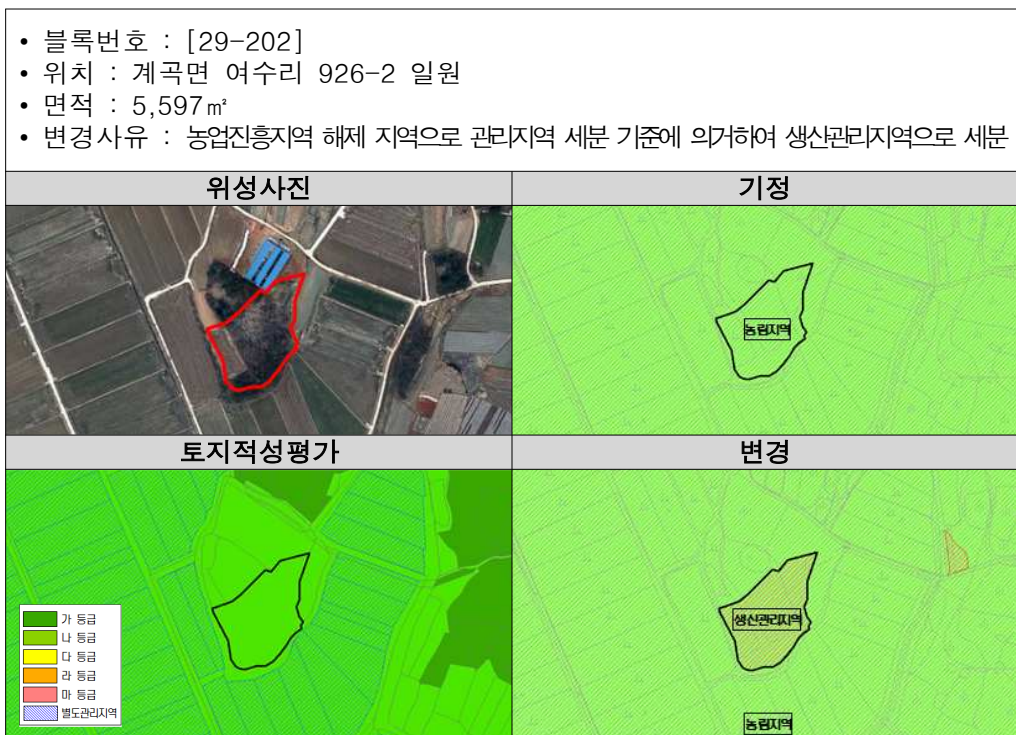 • 블록번호 : [29-202]
• 위치 : 계곡면 여수리 926-2 일원
• 면적 : 5,597㎡
• 변경사유 : 농업진흥지역 해제 지역으로 관리지역 세분 기준에 의거하여 생산관리지역으로 세분
위성사진 기정
농림지역
토지적성평가 변경
가 등급
나 등급
다 등급
라 등급
마 등급
별도관리지역
생산관리지역
농림지역